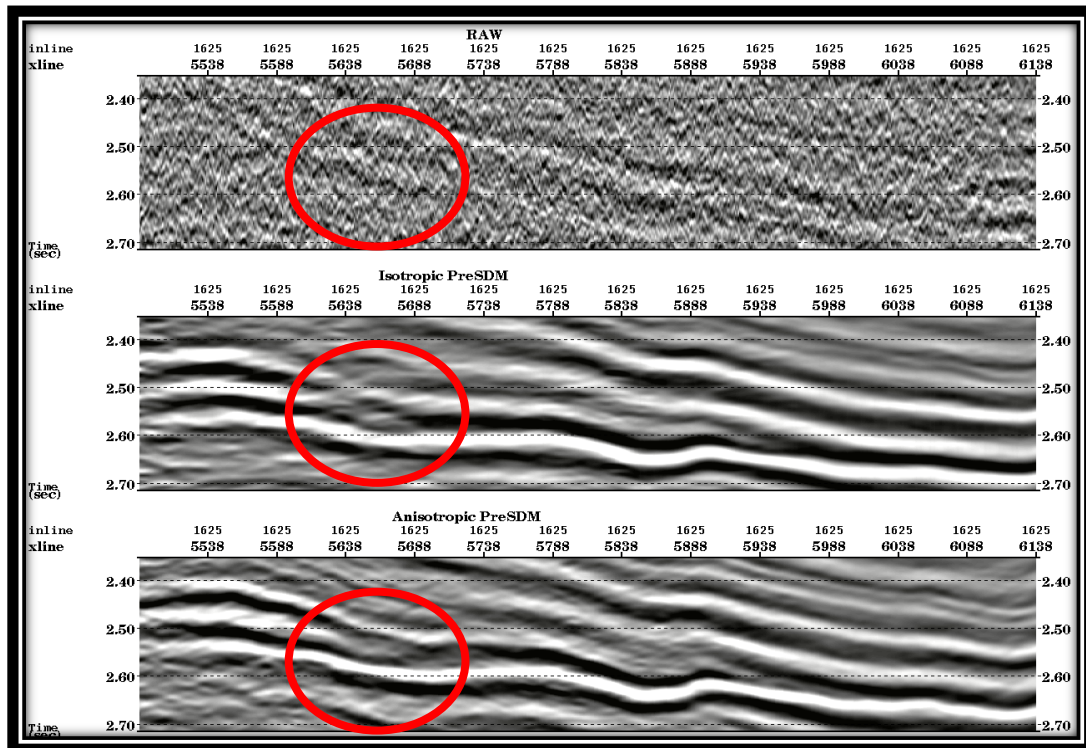 RAW
inline 1625 1625 1625 1625 1625 1625 1625 1625 1625 1625 1625 1625 1625
xline 5538 5588 5638 5688 5738 5788 5838 5888 5938 5988 6038 6088 6138
2.40 2.40
2.50 2.50
2.60 2.60
2.70 2.70
Time
(sec)
Isotropic PreSDM
inline 1625 1625 1625 1625 1625 1625 1625 1625 1625 1625 1625 1625 1625
xline 5538 5588 5638 5688 5738 5788 5838 5888 5938 5988 6038 6088 6138
2.40 2.40
2.50 2.50
2.60 2.60
2.70 2.70
Time
(sec)
Anisotropic PreSDM
inline 1625 1625 1625 1625 1625 1625 1625 1625 1625 1625 1625 1625 1625
xline 5538 5588 5638 5688 5738 5788 5838 5888 5938 5988 6038 6088 6138
2.40 2.40
2.50 2.50
2.60 2.60
2.70 2.70
Time
(sec)